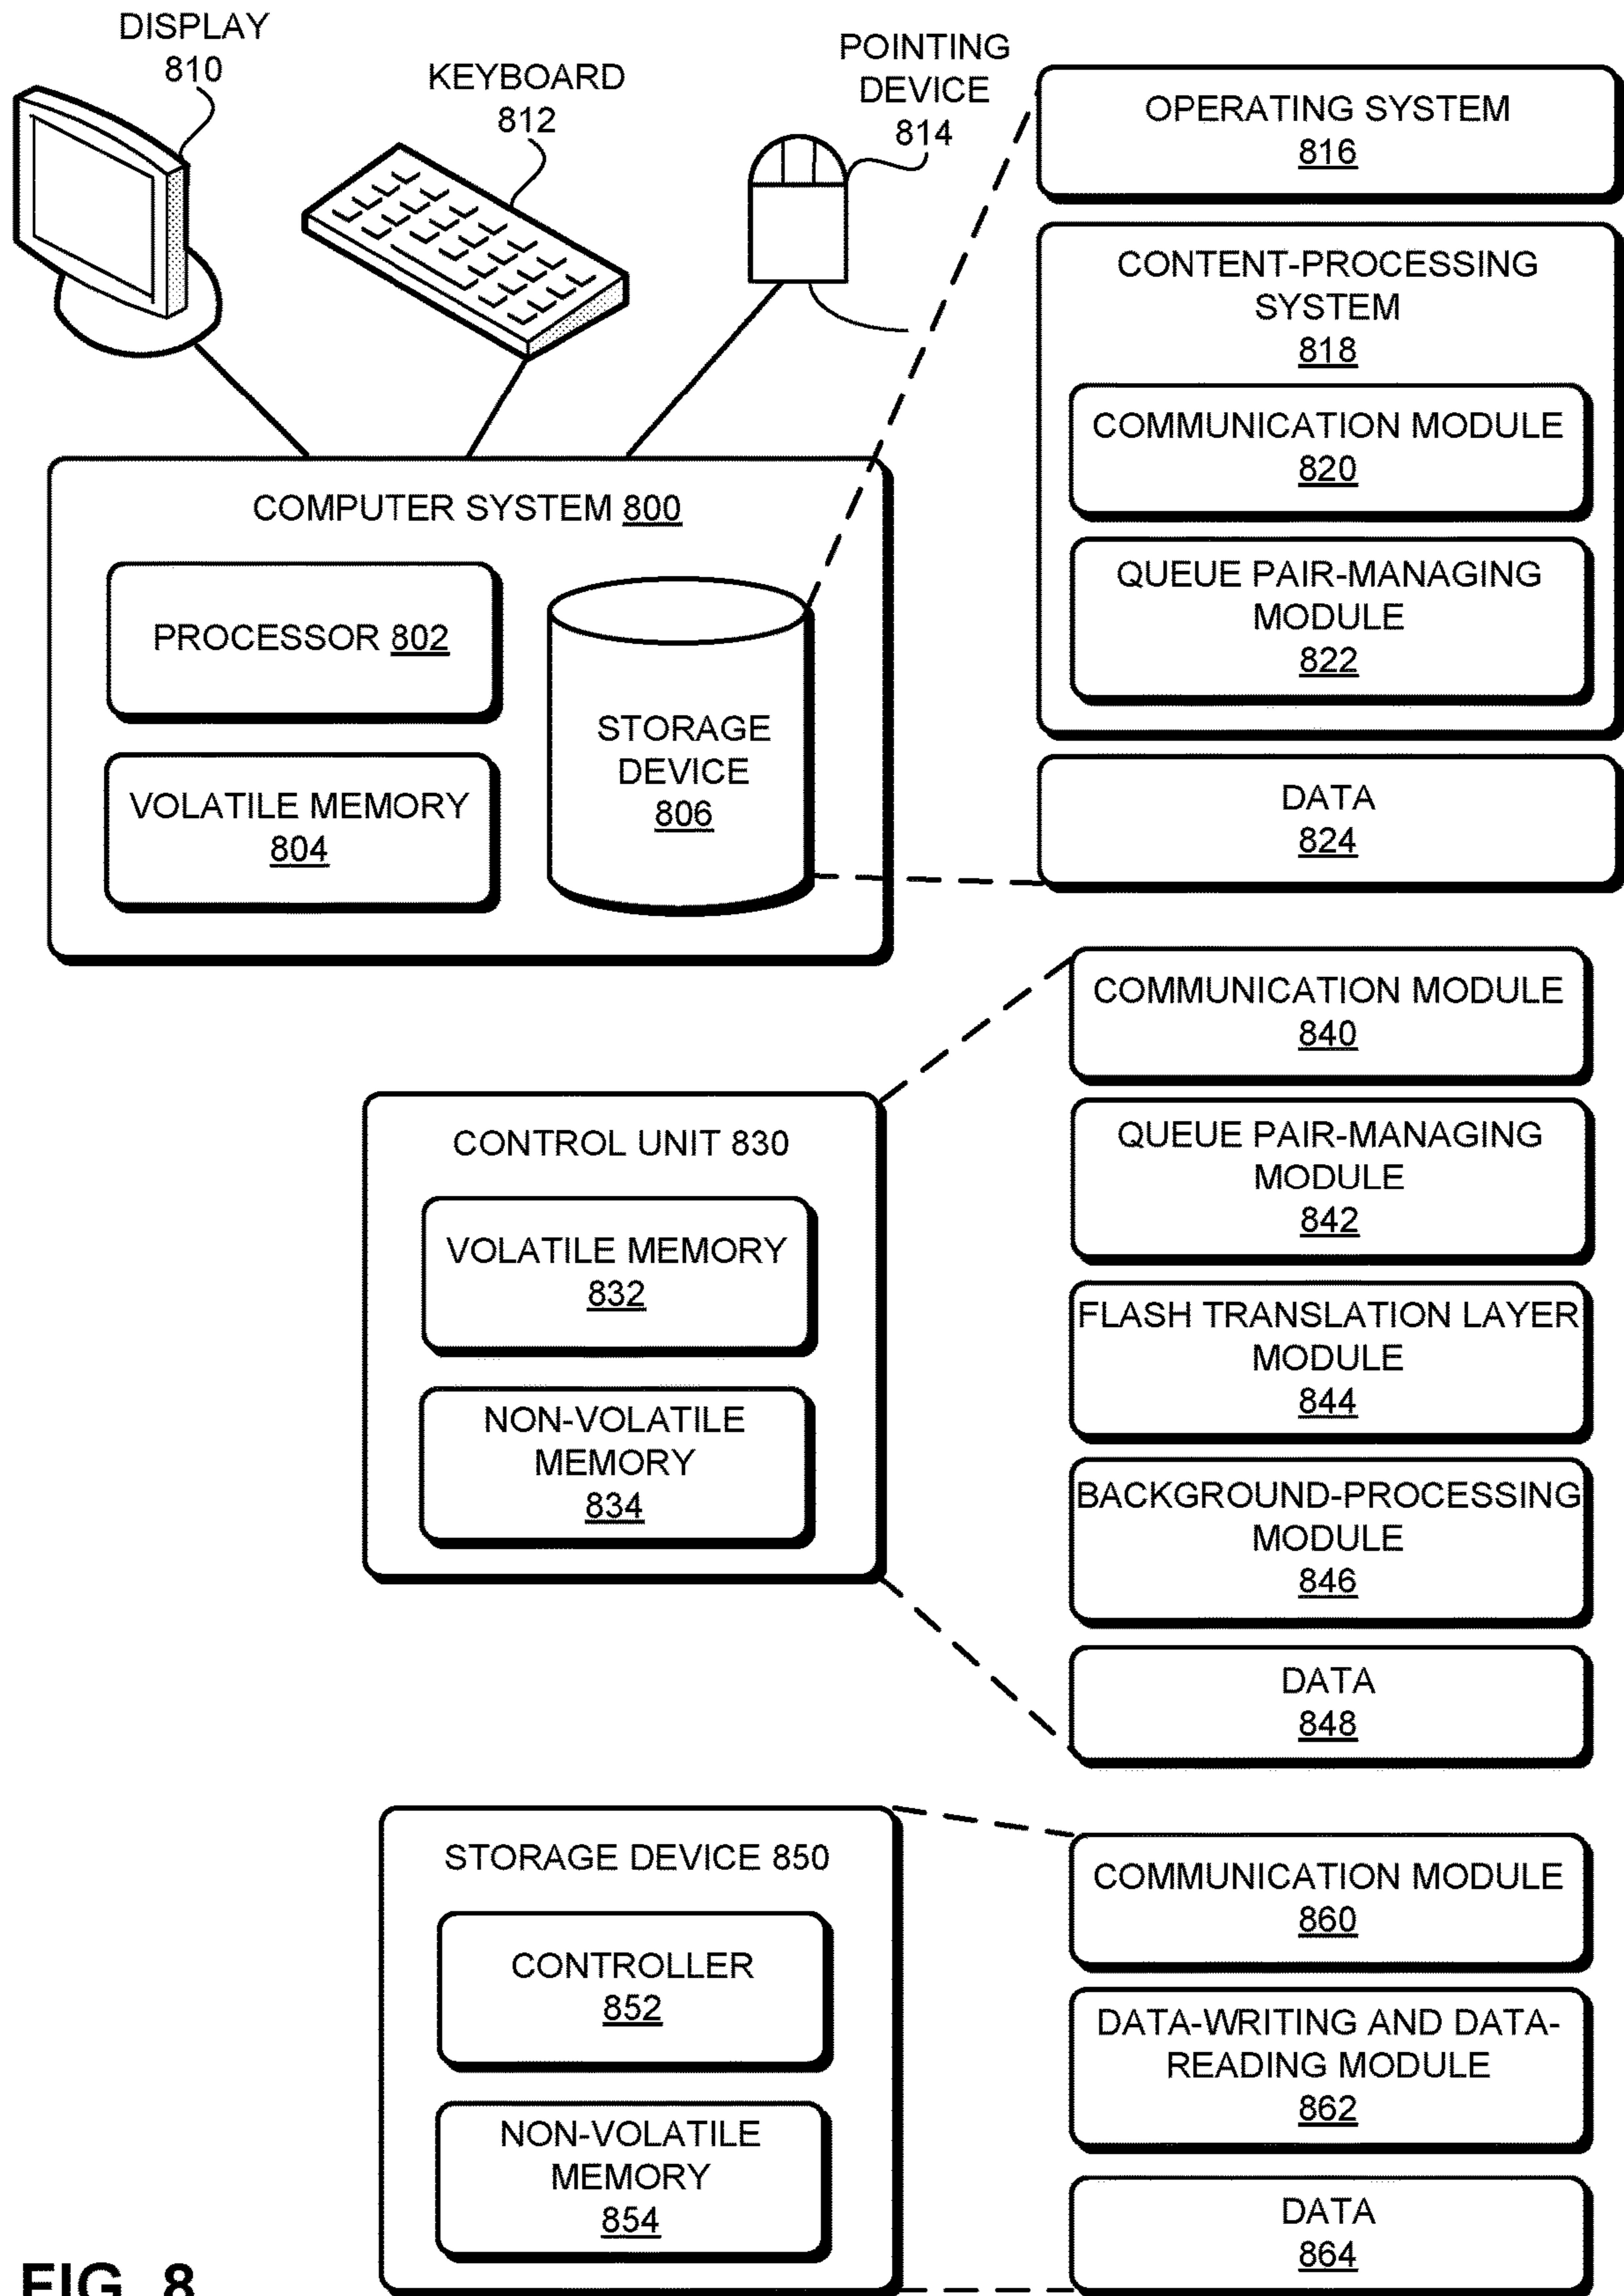 DISPLAY
810
KEYBOARD
812
POINTING
DEVICE
814
COMPUTER SYSTEM 800
PROCESSOR 802
VOLATILE MEMORY
804
STORAGE
DEVICE
806
OPERATING SYSTEM
816
CONTENT-PROCESSING
SYSTEM
818
COMMUNICATION MODULE
820
QUEUE PAIR-MANAGING
MODULE
822
DATA
824
CONTROL UNIT 830
VOLATILE MEMORY
832
NON-VOLATILE
MEMORY
834
COMMUNICATION MODULE
840
QUEUE PAIR-MANAGING
MODULE
842
FLASH TRANSLATION LAYER
MODULE
844
BACKGROUND-PROCESSING
MODULE
846
DATA
848
STORAGE DEVICE 850
CONTROLLER
852
NON-VOLATILE
MEMORY
854
COMMUNICATION MODULE
860
DATA-WRITING AND DATA-
READING MODULE
862
DATA
864
FIG. 8